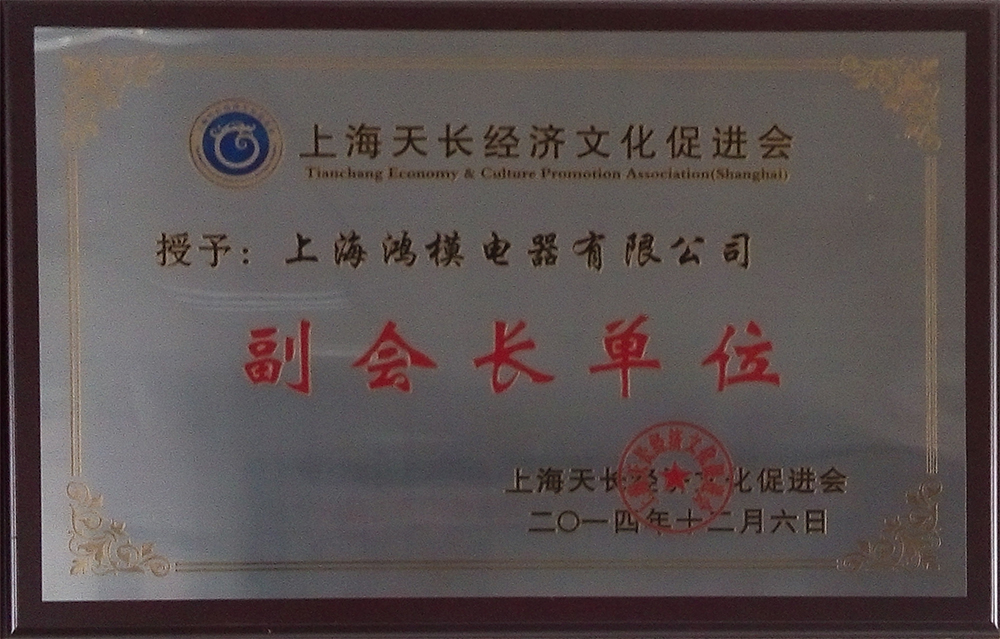 上海天长经济文化促进会
Tianchang Economy & Culture Promotion Association(Shanghai)
授予：上海鸿模电器有限公司
副会长单位
上海天长经济文化促进会
二〇一四年十二月六日